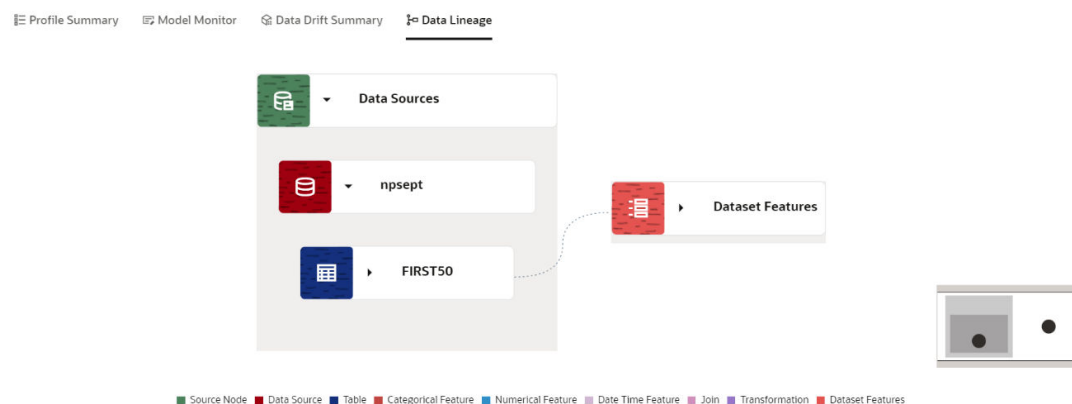 Profile Summary Model Monitor Data Drift Summary Data Lineage
Data Sources
npsept
Dataset Features
FIRST50
Source Node Data Source Table Categorical Feature Numerical Feature Date Time Feature Join Transformation Dataset Features